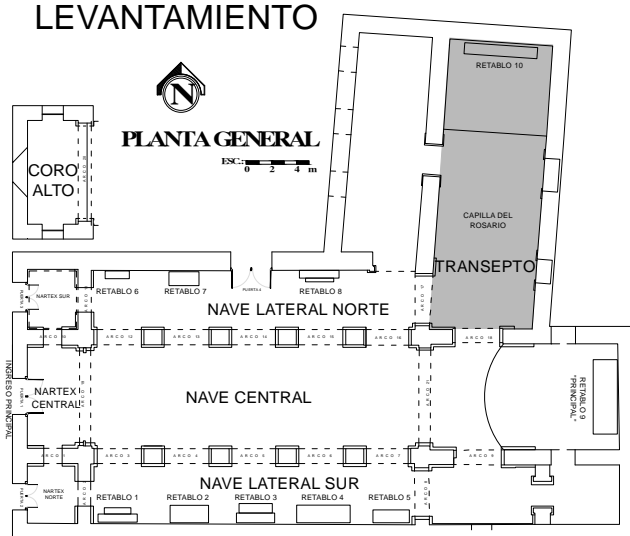 LEVANTAMIENTO
N
PLANTA GENERAL
ESC.:
0 2 4 m
CORO
ALTO
RETABLO 10
CAPILLA DEL
ROSARIO
TRANSEPTO
NARTEX SUR
RETABLO 6
RETABLO 7
PUERTA 4
RETABLO 8
NAVE LATERAL NORTE
ARCO 12
ARCO 13
ARCO 14
ARCO 15
ARCO 16
INGRESO PRINCIPAL
NARTEX
CENTRAL
NAVE CENTRAL
RETABLO 9
"PRINCIPAL"
ARCO 3
ARCO 4
ARCO 5
ARCO 6
ARCO 7
NAVE LATERAL SUR
NARTEX
NORTE
RETABLO 1
RETABLO 2
RETABLO 3
RETABLO 4
RETABLO 5